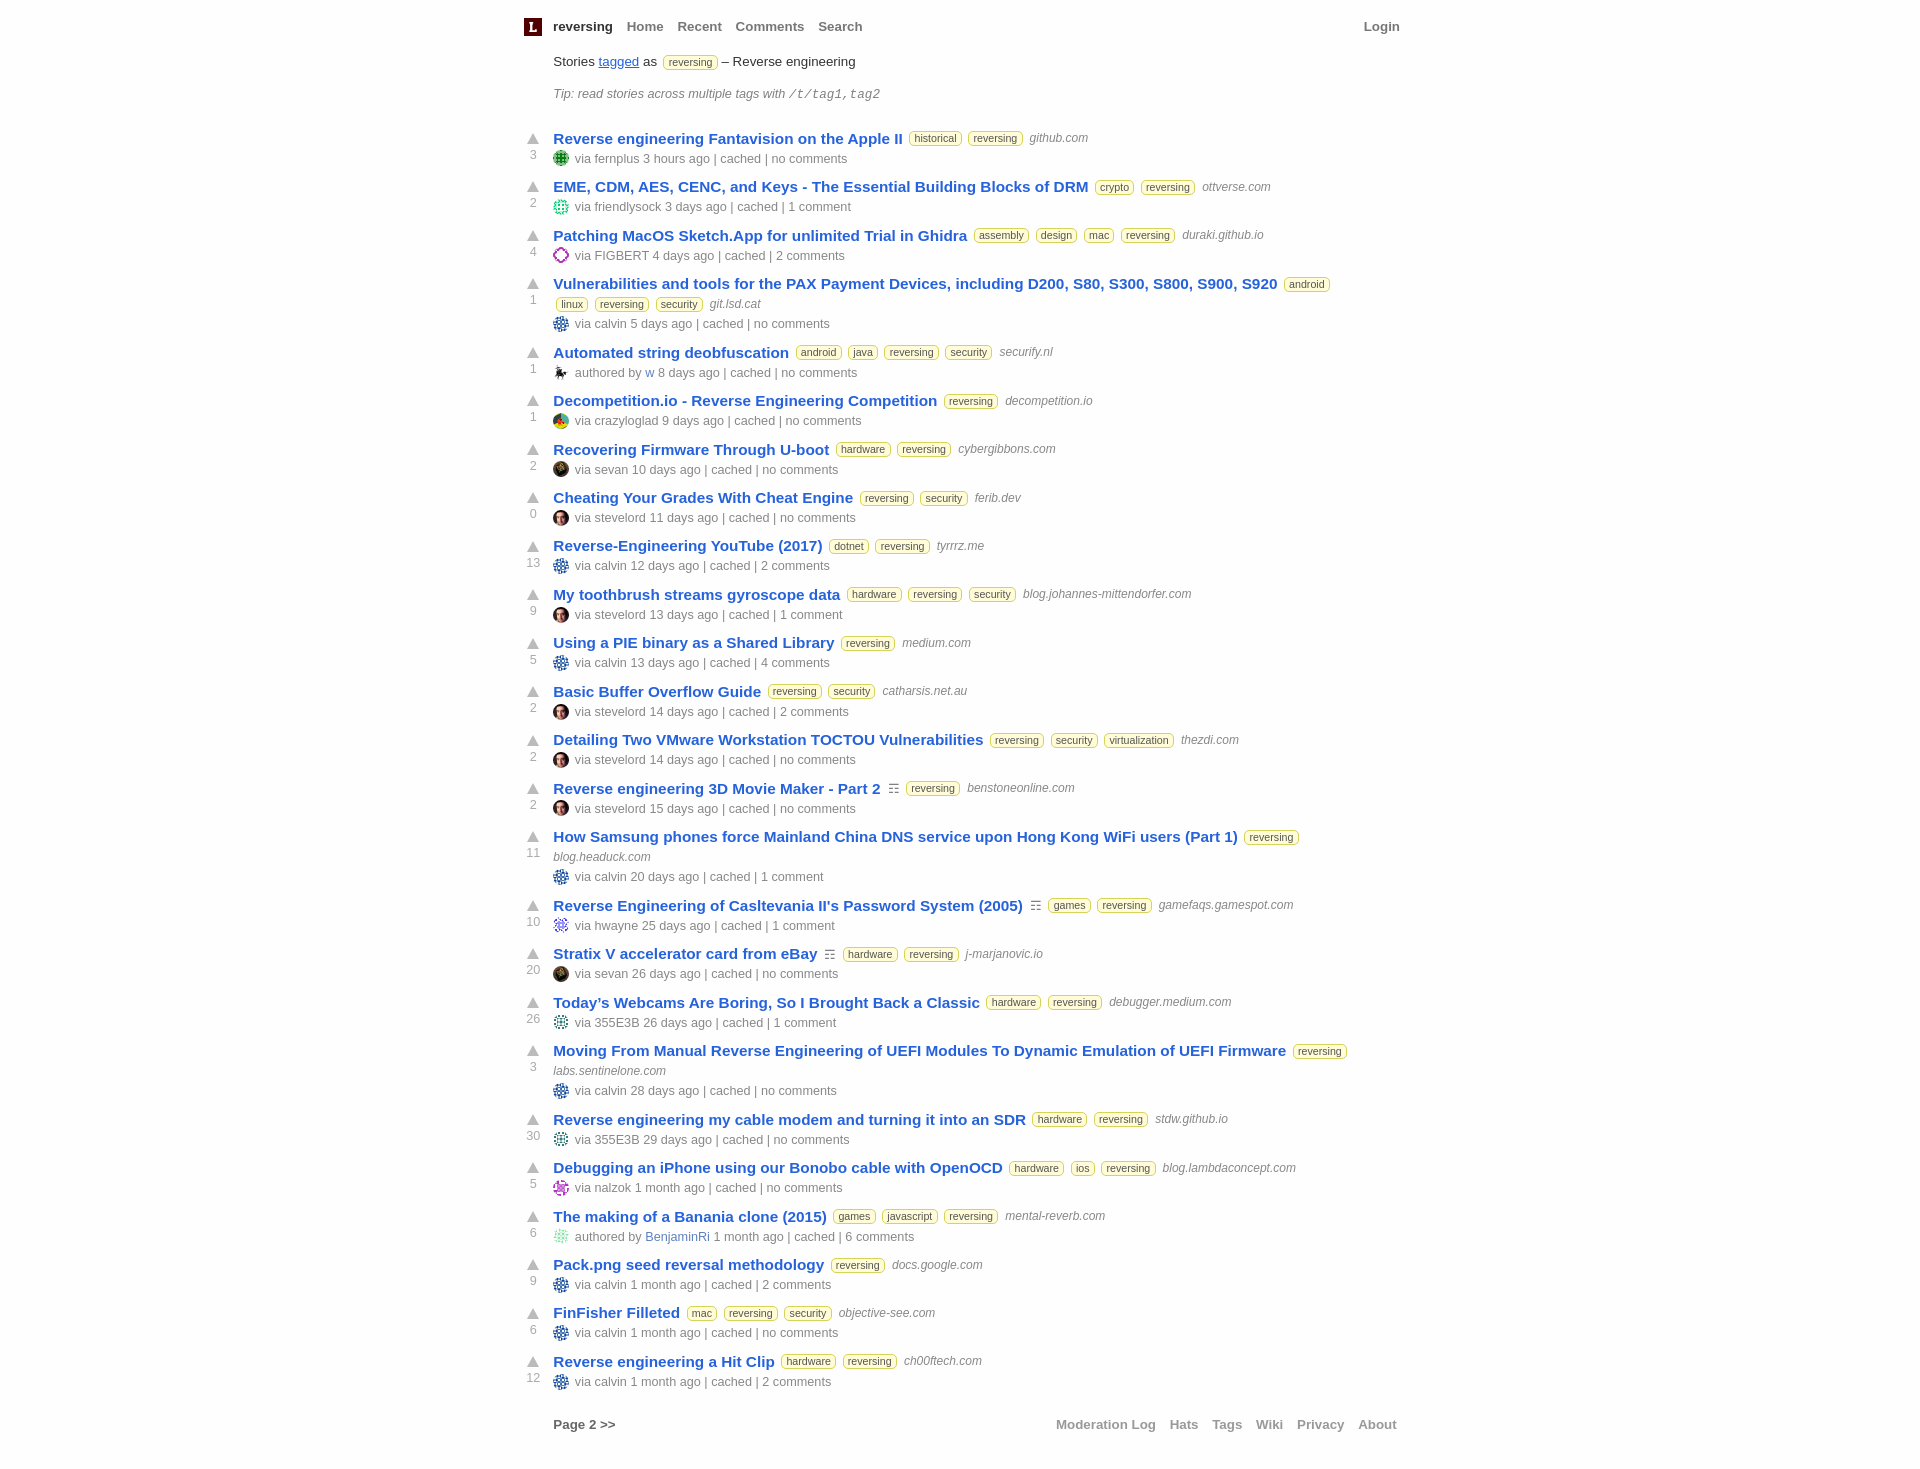 L reversing Home Recent Comments Search Login
Stories tagged as reversing – Reverse engineering
Tip: read stories across multiple tags with /t/tag1,tag2
Reverse engineering Fantavision on the Apple II historical reversing github.com
3 via fernplus 3 hours ago | cached | no comments
EME, CDM, AES, CENC, and Keys - The Essential Building Blocks of DRM crypto reversing ottverse.com
2 via friendlysock 3 days ago | cached | 1 comment
Patching MacOS Sketch.App for unlimited Trial in Ghidra assembly design mac reversing duraki.github.io
4 via FIGBERT 4 days ago | cached | 2 comments
Vulnerabilities and tools for the PAX Payment Devices, including D200, S80, S300, S800, S900, S920 android
1 linux reversing security git.lsd.cat
via calvin 5 days ago | cached | no comments
Automated string deobfuscation android java reversing security securify.nl
1 authored by w 8 days ago | cached | no comments
Decompetition.io - Reverse Engineering Competition reversing decompetition.io
1 via crazyloglad 9 days ago | cached | no comments
Recovering Firmware Through U-boot hardware reversing cybergibbons.com
2 via sevan 10 days ago | cached | no comments
Cheating Your Grades With Cheat Engine reversing security ferib.dev
0 via stevelord 11 days ago | cached | no comments
Reverse-Engineering YouTube (2017) dotnet reversing tyrrrz.me
13 via calvin 12 days ago | cached | 2 comments
My toothbrush streams gyroscope data hardware reversing security blog.johannes-mittendorfer.com
9 via stevelord 13 days ago | cached | 1 comment
Using a PIE binary as a Shared Library reversing medium.com
5 via calvin 13 days ago | cached | 4 comments
Basic Buffer Overflow Guide reversing security catharsis.net.au
2 via stevelord 14 days ago | cached | 2 comments
Detailing Two VMware Workstation TOCTOU Vulnerabilities reversing security virtualization thezdi.com
2 via stevelord 14 days ago | cached | no comments
Reverse engineering 3D Movie Maker - Part 2 ☶ reversing benstoneonline.com
2 via stevelord 15 days ago | cached | no comments
How Samsung phones force Mainland China DNS service upon Hong Kong WiFi users (Part 1) reversing
11 blog.headuck.com
via calvin 20 days ago | cached | 1 comment
Reverse Engineering of Casltevania II's Password System (2005) ☶ games reversing gamefaqs.gamespot.com
10 via hwayne 25 days ago | cached | 1 comment
Stratix V accelerator card from eBay ☶ hardware reversing j-marjanovic.io
20 via sevan 26 days ago | cached | no comments
Today’s Webcams Are Boring, So I Brought Back a Classic hardware reversing debugger.medium.com
26 via 355E3B 26 days ago | cached | 1 comment
Moving From Manual Reverse Engineering of UEFI Modules To Dynamic Emulation of UEFI Firmware reversing
3 labs.sentinelone.com
via calvin 28 days ago | cached | no comments
Reverse engineering my cable modem and turning it into an SDR hardware reversing stdw.github.io
30 via 355E3B 29 days ago | cached | no comments
Debugging an iPhone using our Bonobo cable with OpenOCD hardware ios reversing blog.lambdaconcept.com
5 via nalzok 1 month ago | cached | no comments
The making of a Banania clone (2015) games javascript reversing mental-reverb.com
6 authored by BenjaminRi 1 month ago | cached | 6 comments
Pack.png seed reversal methodology reversing docs.google.com
9 via calvin 1 month ago | cached | 2 comments
FinFisher Filleted mac reversing security objective-see.com
6 via calvin 1 month ago | cached | no comments
Reverse engineering a Hit Clip hardware reversing ch00ftech.com
12 via calvin 1 month ago | cached | 2 comments
Page 2 >> Moderation Log Hats Tags Wiki Privacy About